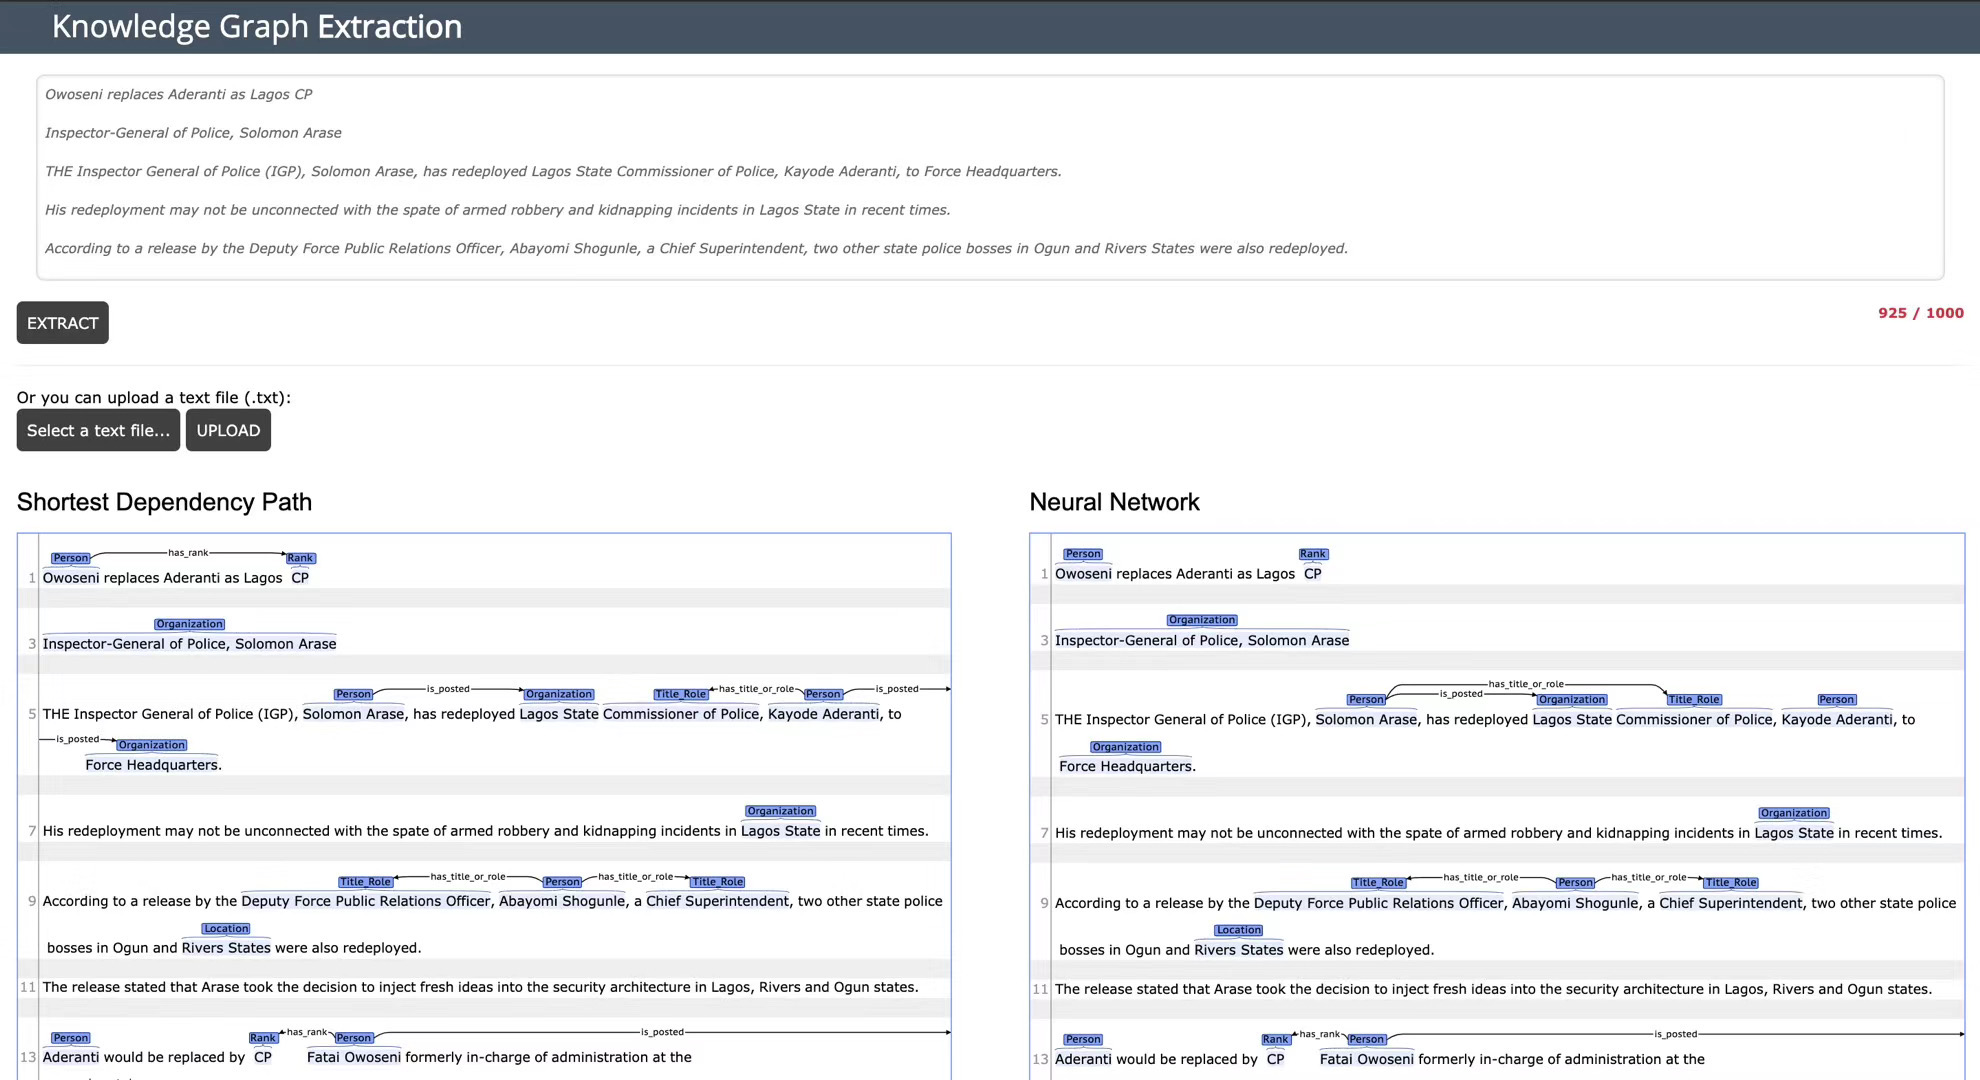 Knowledge Graph Extraction
Owoseni replaces Aderanti as Lagos CP
Inspector-General of Police, Solomon Arase
THE Inspector General of Police (IGP), Solomon Arase, has redeployed Lagos State Commissioner of Police, Kayode Aderanti, to Force Headquarters.
His redeployment may not be unconnected with the spate of armed robbery and kidnapping incidents in Lagos State in recent times.
According to a release by the Deputy Force Public Relations Officer, Abayomi Shogunle, a Chief Superintendent, two other state police bosses in Ogun and Rivers States were also redeployed.
EXTRACT
925 / 1000
Or you can upload a text file (.txt):
Select a text file... UPLOAD
Shortest Dependency Path
Person has_rank Rank
1 Owoseni replaces Aderanti as Lagos CP
Organization
3 Inspector-General of Police, Solomon Arase
Person is_posted Organization Title_Role has_title_or_role Person is_posted
5 THE Inspector General of Police (IGP), Solomon Arase, has redeployed Lagos State Commissioner of Police, Kayode Aderanti, to
is_posted Organization
Force Headquarters.
Organization
7 His redeployment may not be unconnected with the spate of armed robbery and kidnapping incidents in Lagos State in recent times.
Title_Role has_title_or_role Person has_title_or_role Title_Role
9 According to a release by the Deputy Force Public Relations Officer, Abayomi Shogunle, a Chief Superintendent, two other state police
Location
bosses in Ogun and Rivers States were also redeployed.
11 The release stated that Arase took the decision to inject fresh ideas into the security architecture in Lagos, Rivers and Ogun states.
Person Rank has_rank Person is_posted
13 Aderanti would be replaced by CP Fatai Owoseni formerly in-charge of administration at the
Neural Network
Person Rank
1 Owoseni replaces Aderanti as Lagos CP
Organization
3 Inspector-General of Police, Solomon Arase
has_title_or_role
Person is_posted Organization Title_Role Person
5 THE Inspector General of Police (IGP), Solomon Arase, has redeployed Lagos State Commissioner of Police, Kayode Aderanti, to
Organization
Force Headquarters.
Organization
7 His redeployment may not be unconnected with the spate of armed robbery and kidnapping incidents in Lagos State in recent times.
Title_Role has_title_or_role Person has_title_or_role Title_Role
9 According to a release by the Deputy Force Public Relations Officer, Abayomi Shogunle, a Chief Superintendent, two other state police
Location
bosses in Ogun and Rivers States were also redeployed.
11 The release stated that Arase took the decision to inject fresh ideas into the security architecture in Lagos, Rivers and Ogun states.
Person Rank has_rank Person is_posted
13 Aderanti would be replaced by CP Fatai Owoseni formerly in-charge of administration at the